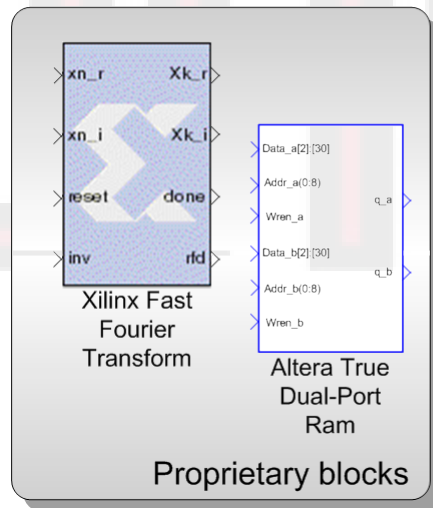 xn_r Xk_r
xn_i Xk_i
reset done
inv rfd
Xilinx Fast
Fourier
Transform
Data_a[2]:[30]
Addr_a(0:8)
q_a
Wren_a
Data_b[2]:[30]
q_b
Addr_b(0:8)
Wren_b
Altera True
Dual-Port
Ram
Proprietary blocks